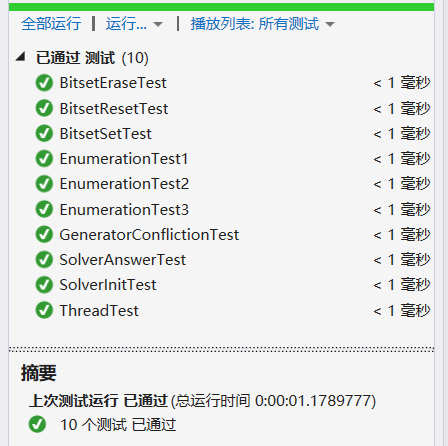 全部运行 | 运行... 播放列表: 所有测试
已通过 测试 (10)
BitsetEraseTest < 1 毫秒
BitsetResetTest < 1 毫秒
BitsetSetTest < 1 毫秒
EnumerationTest1 < 1 毫秒
EnumerationTest2 < 1 毫秒
EnumerationTest3 < 1 毫秒
GeneratorConflictionTest < 1 毫秒
SolverAnswerTest < 1 毫秒
SolverInitTest < 1 毫秒
ThreadTest < 1 毫秒
摘要
上次测试运行 已通过 (总运行时间 0:00:01.1789777)
10 个测试 已通过